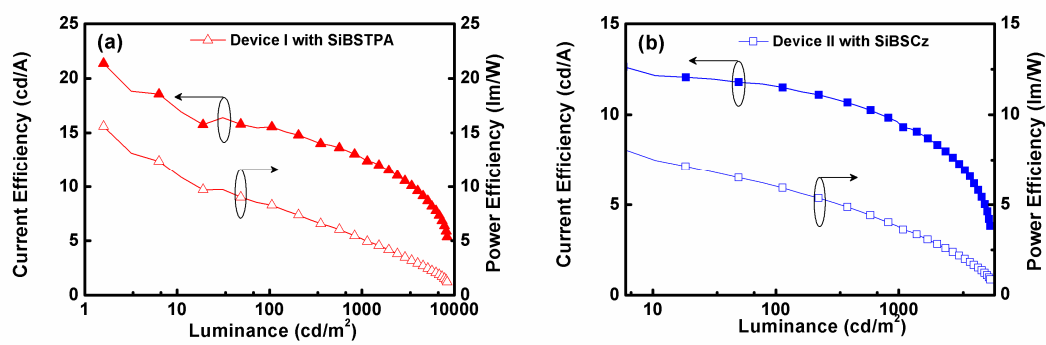 (a)
Device I with SiBSTPA
Current Efficiency (cd/A)
25
20
15
10
5
0
Power Efficiency (lm/W)
25
20
15
10
5
0
1
10
100
1000
10000
Luminance (cd/m²)
(b)
Device II with SiBSCz
Current Efficiency (cd/A)
15
10
5
0
Power Efficiency (lm/W)
15
10
5
0
10
100
1000
Luminance (cd/m²)